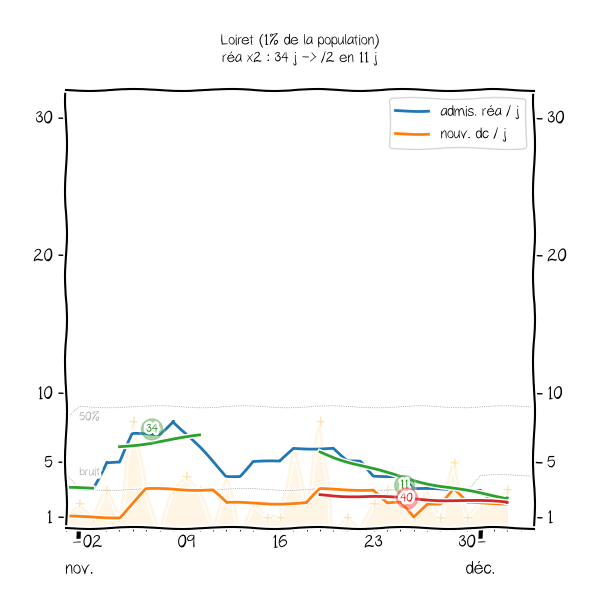 Loiret (1% de la population)
réa x2 : 34 j -> /2 en 11 j
admis. réa / j
nouv. dc / j
30
30
20
20
10
10
50%
34
5
bruit
5
11
40
1
1
02
09
16
23
30
nov.
déc.